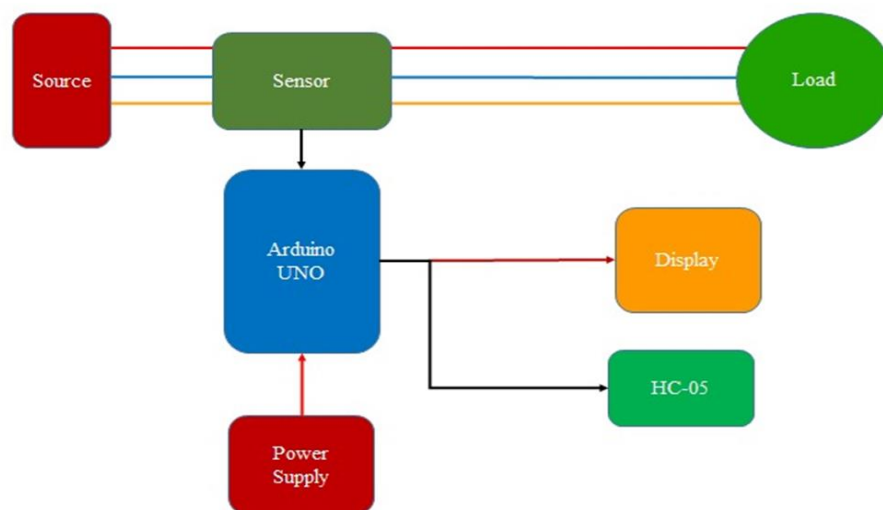 Source
Sensor
Load
Arduino
UNO
Display
HC-05
Power
Supply